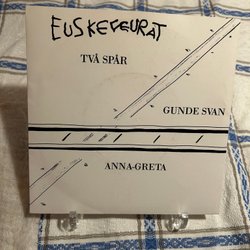 EUSKEFEURAT
TVÅ SPÅR
GUNDE SVAN
ANNA-GRETA